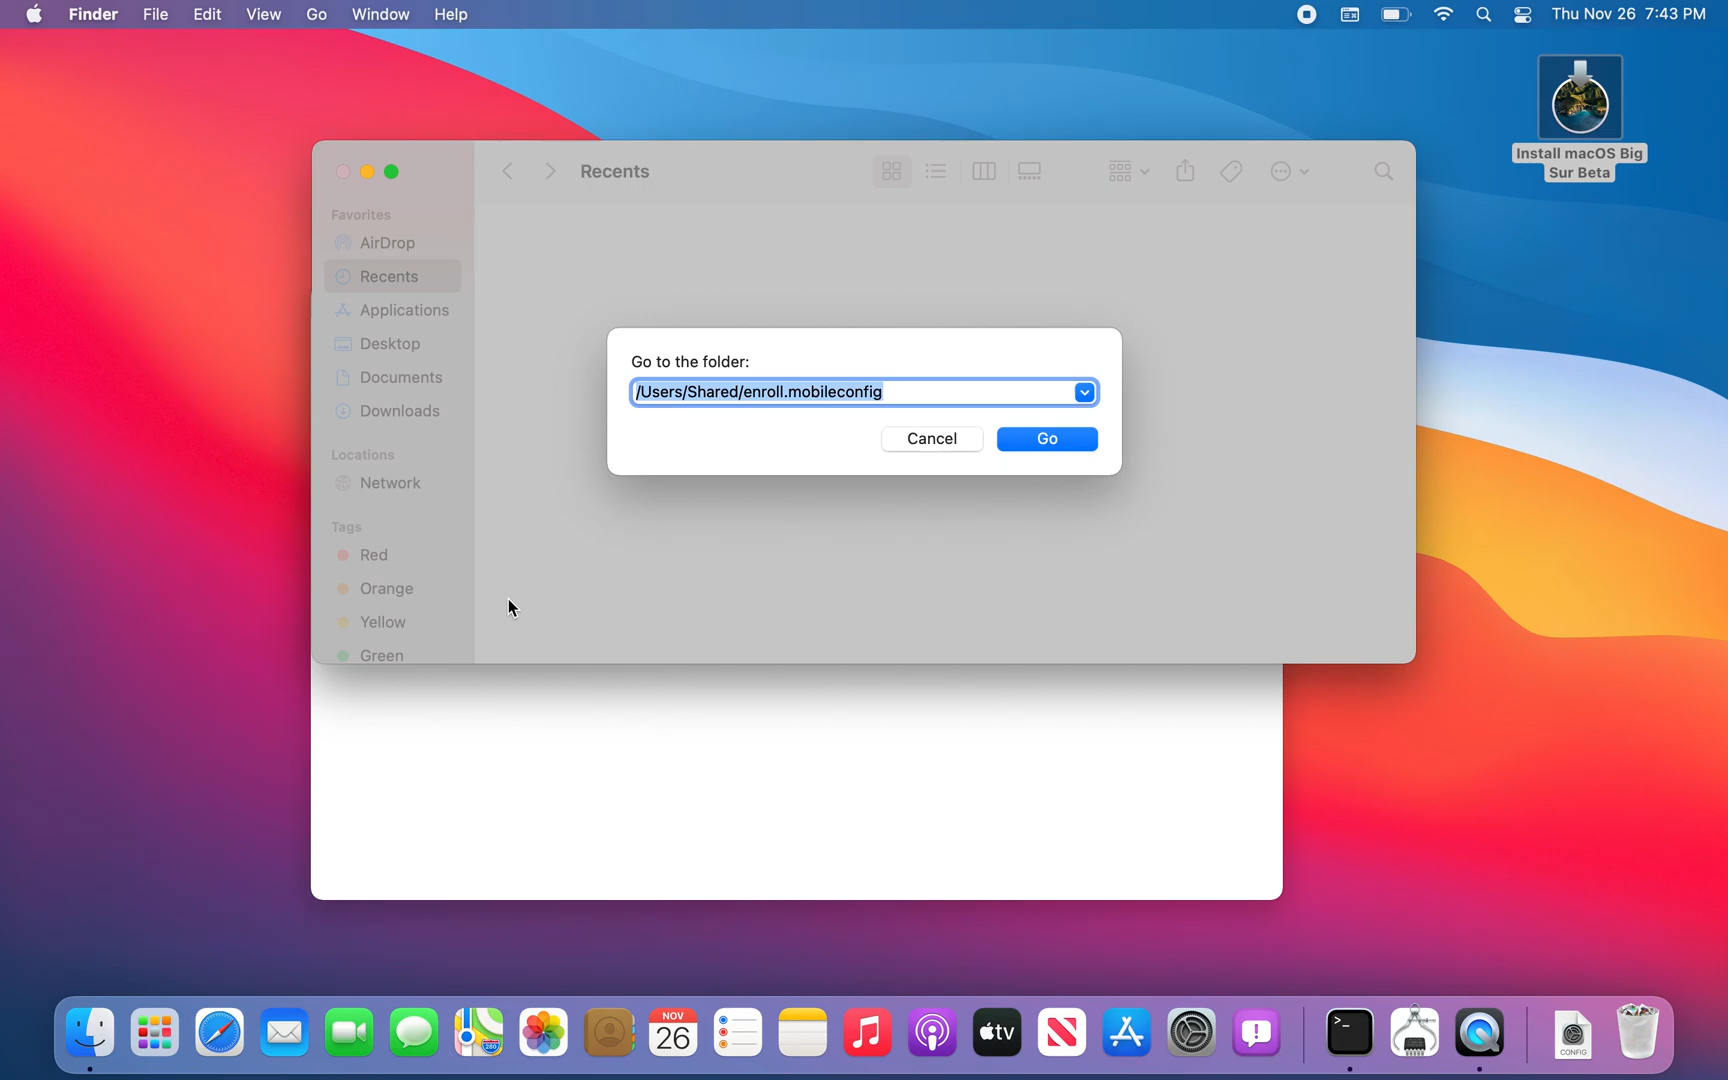 Finder File Edit View Go Window Help Thu Nov 26 7:43 PM
Install macOS Big
Sur Beta
Recents
Favorites
AirDrop
Recents
Applications
Desktop
Documents
Downloads
Locations
Network
Tags
Red
Orange
Yellow
Green
Go to the folder:
/Users/Shared/enroll.mobileconfig
Cancel Go
NOV
26
tv
>_
CONFIG